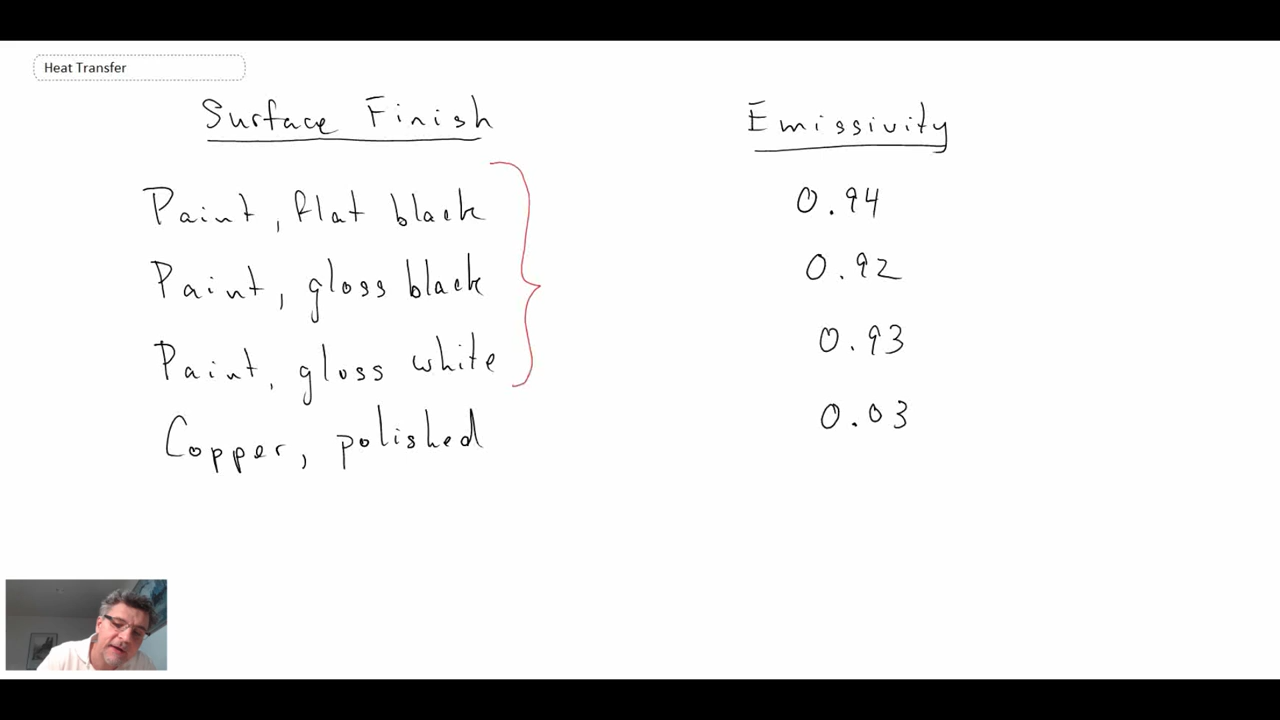 Heat Transfer
Surface Finish Emissivity
Paint, flat black 0.94
Paint, gloss black 0.92
Paint, gloss white 0.93
Copper, polished 0.03